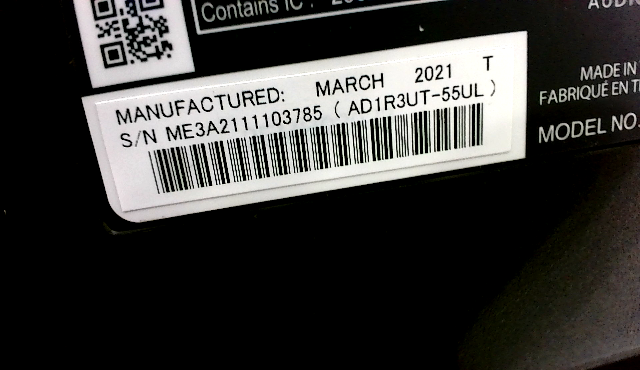 Contains IC :
MANUFACTURED: MARCH 2021 T
S/N ME3A2111103785 ( AD1R3UT-55UL )
MADE IN
FABRIQUÉ EN
MODEL NO.